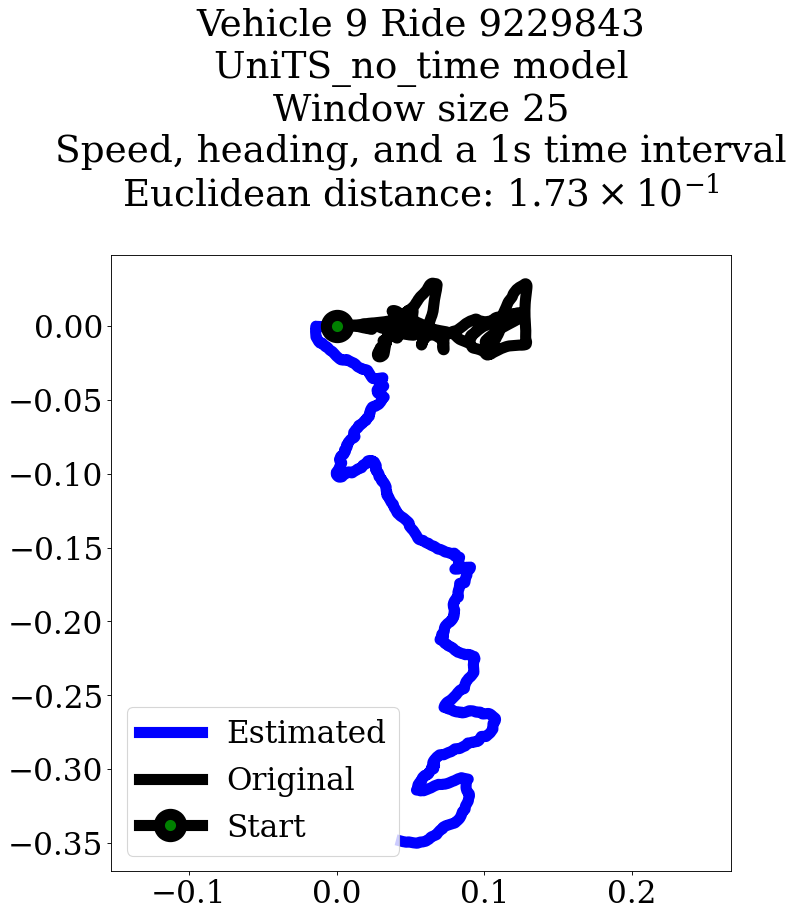 Vehicle 9 Ride 9229843
UniTS_no_time model
Window size 25
Speed, heading, and a 1s time interval
Euclidean distance: 1.73 × 10⁻¹
0.00
−0.05
−0.10
−0.15
−0.20
−0.25
−0.30
−0.35
Estimated
Original
Start
−0.1
0.0
0.1
0.2